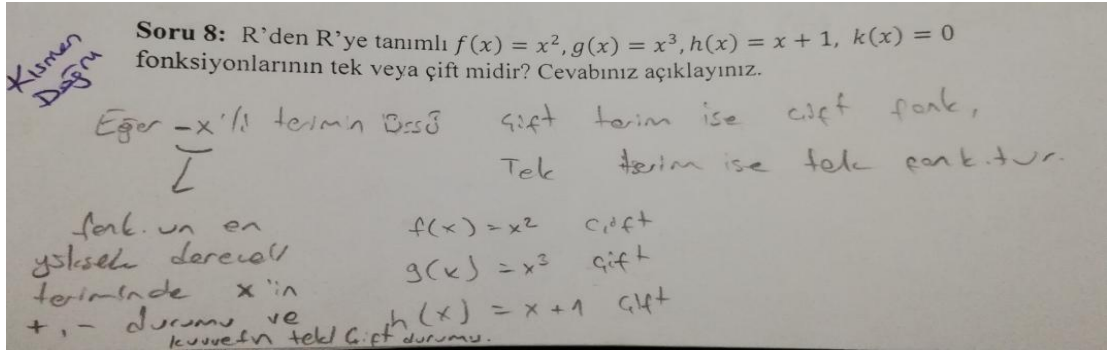 Kısmen
Doğru
Soru 8: R'den R'ye tanımlı f(x) = x², g(x) = x³, h(x) = x + 1, k(x) = 0
fonksiyonlarının tek veya çift midir? Cevabınız açıklayınız.
Eğer -x'li terimin üssü çift terim ise çift fonk,
Tek terim ise tek fonk.tur.
fonk. un en
yüksek dereceli
teriminde x'in
+, - durumu ve
kuvvetin tek çift durumu.
f(x) = x² çift
g(x) = x³ çift
h(x) = x + 1 çift